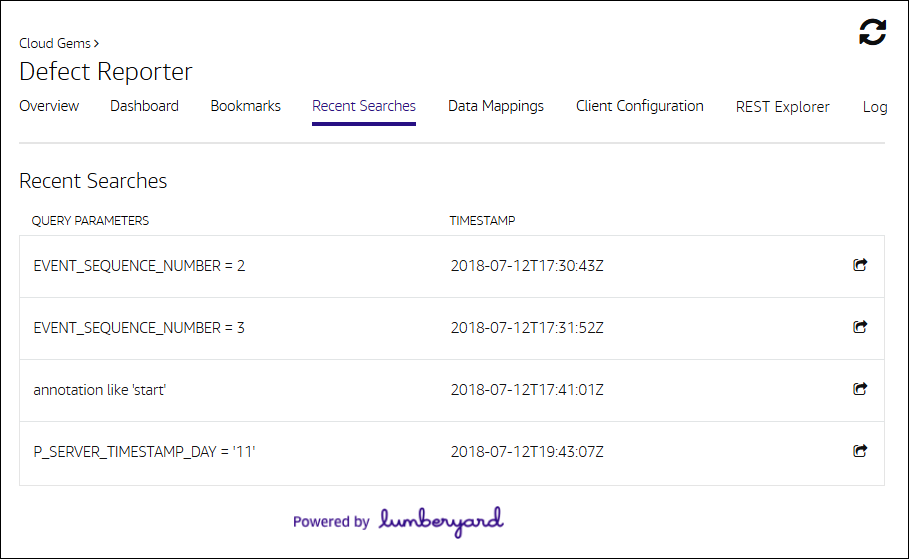 Cloud Gems >
Defect Reporter
Overview Dashboard Bookmarks Recent Searches Data Mappings Client Configuration REST Explorer Log
Recent Searches
QUERY PARAMETERS TIMESTAMP
EVENT_SEQUENCE_NUMBER = 2 2018-07-12T17:30:43Z
EVENT_SEQUENCE_NUMBER = 3 2018-07-12T17:31:52Z
annotation like 'start' 2018-07-12T17:41:01Z
P_SERVER_TIMESTAMP_DAY = '11' 2018-07-12T19:43:07Z
Powered by lumberyard